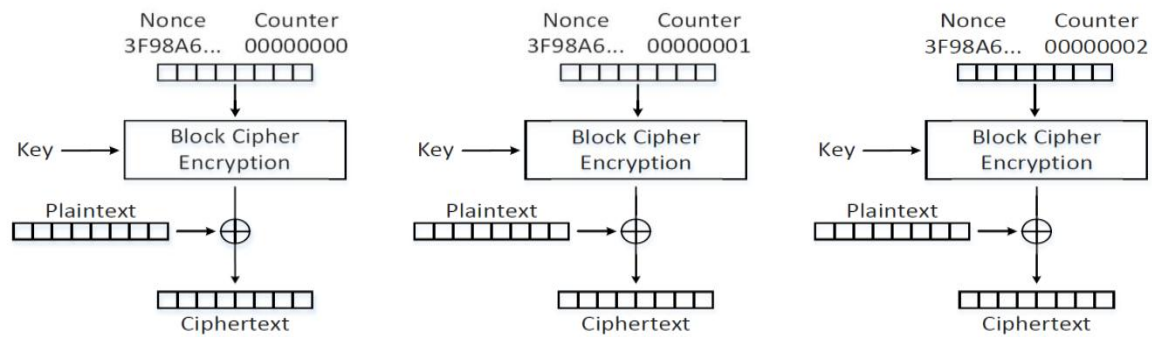 Nonce Counter
3F98A6... 00000000
Block Cipher
Encryption
Key
Plaintext
Ciphertext
Nonce Counter
3F98A6... 00000001
Block Cipher
Encryption
Key
Plaintext
Ciphertext
Nonce Counter
3F98A6... 00000002
Block Cipher
Encryption
Key
Plaintext
Ciphertext